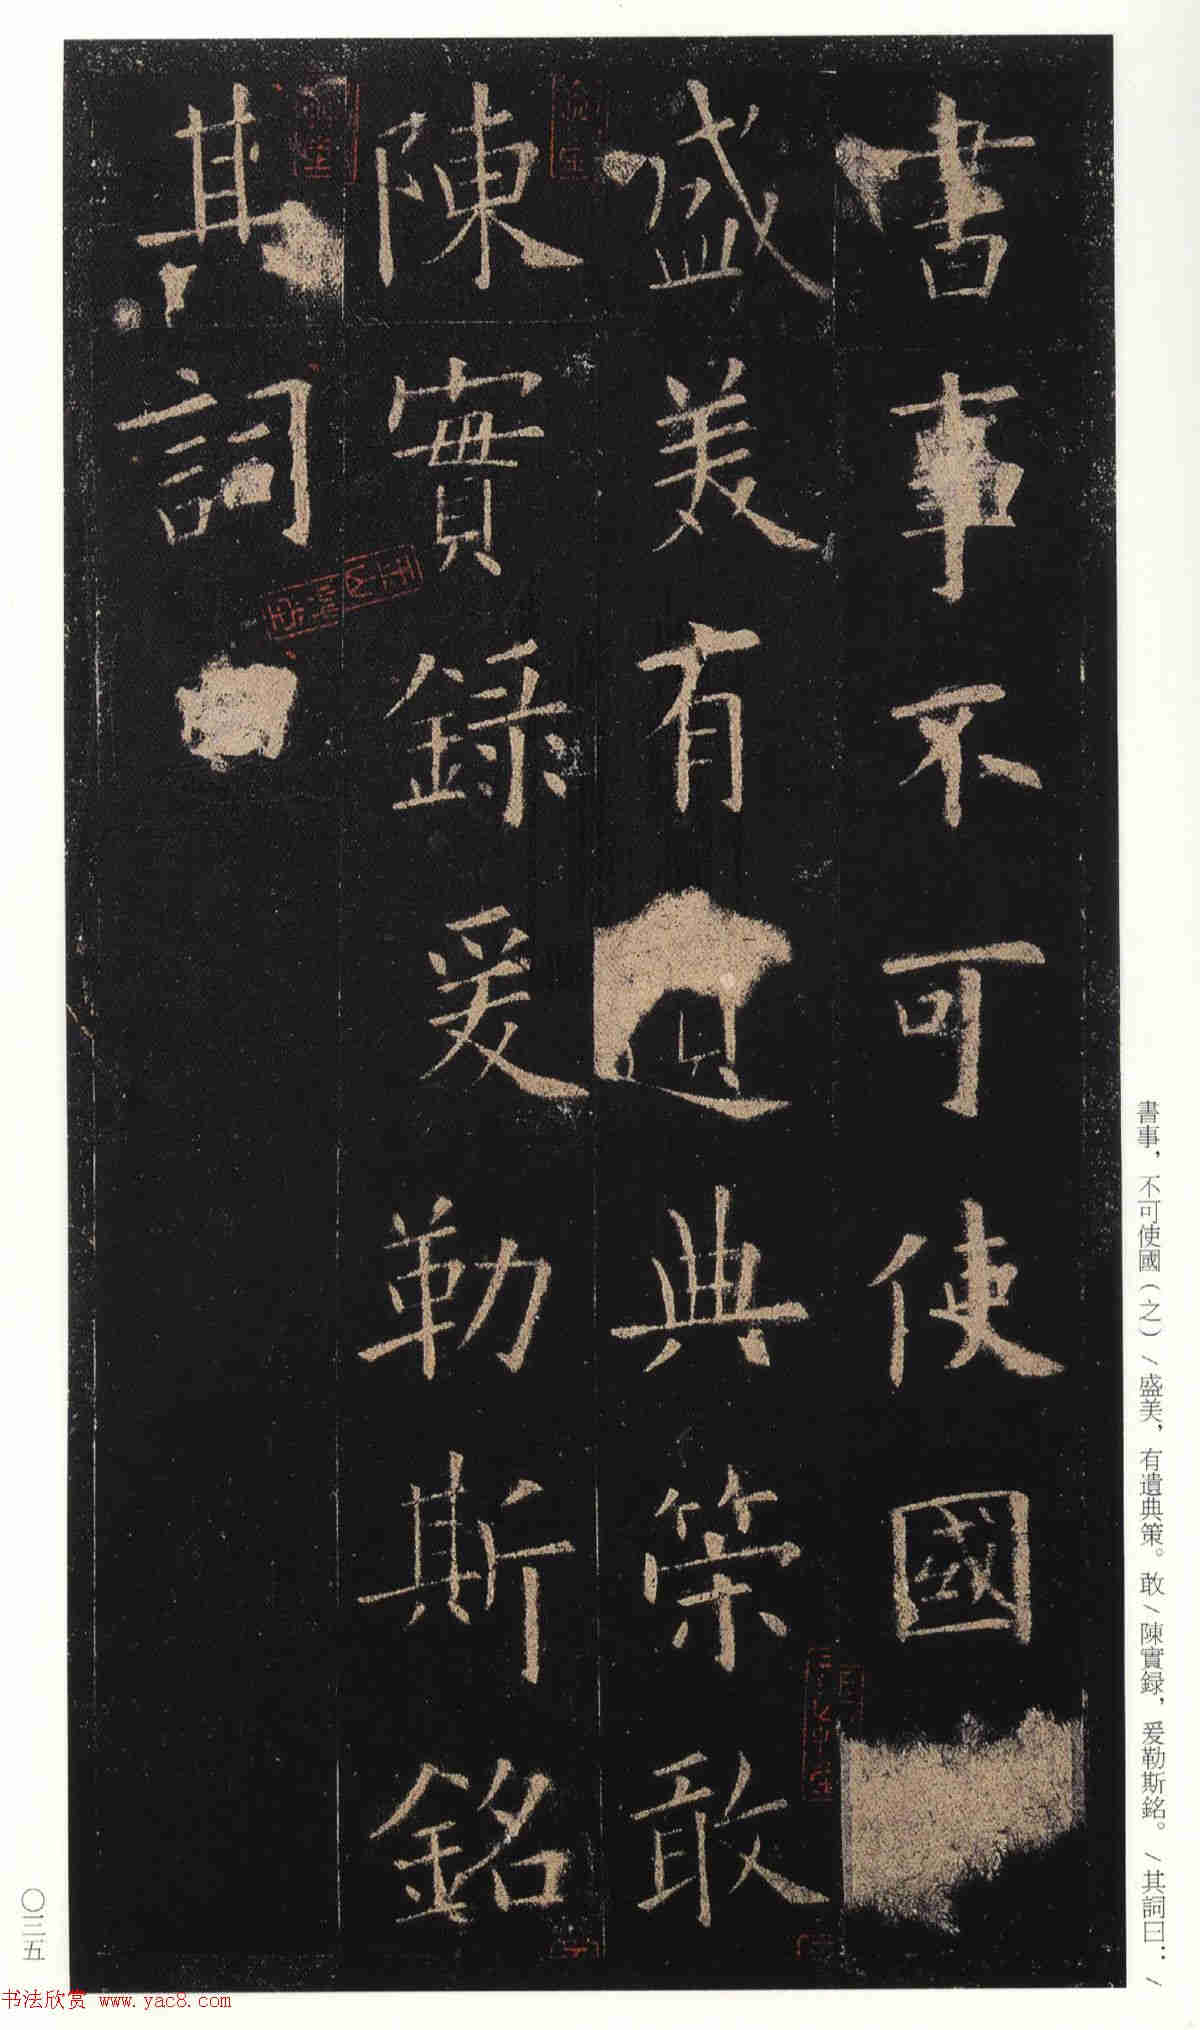 書事不可使國
盛美有遺典策敢
陳實録爰勒斯銘
其詞
書事，不可使國（之）/盛美，有遺典策。敢/陳實録，爰勒斯銘。/其詞曰：/
〇三五
书法欣赏 www.yac8.com